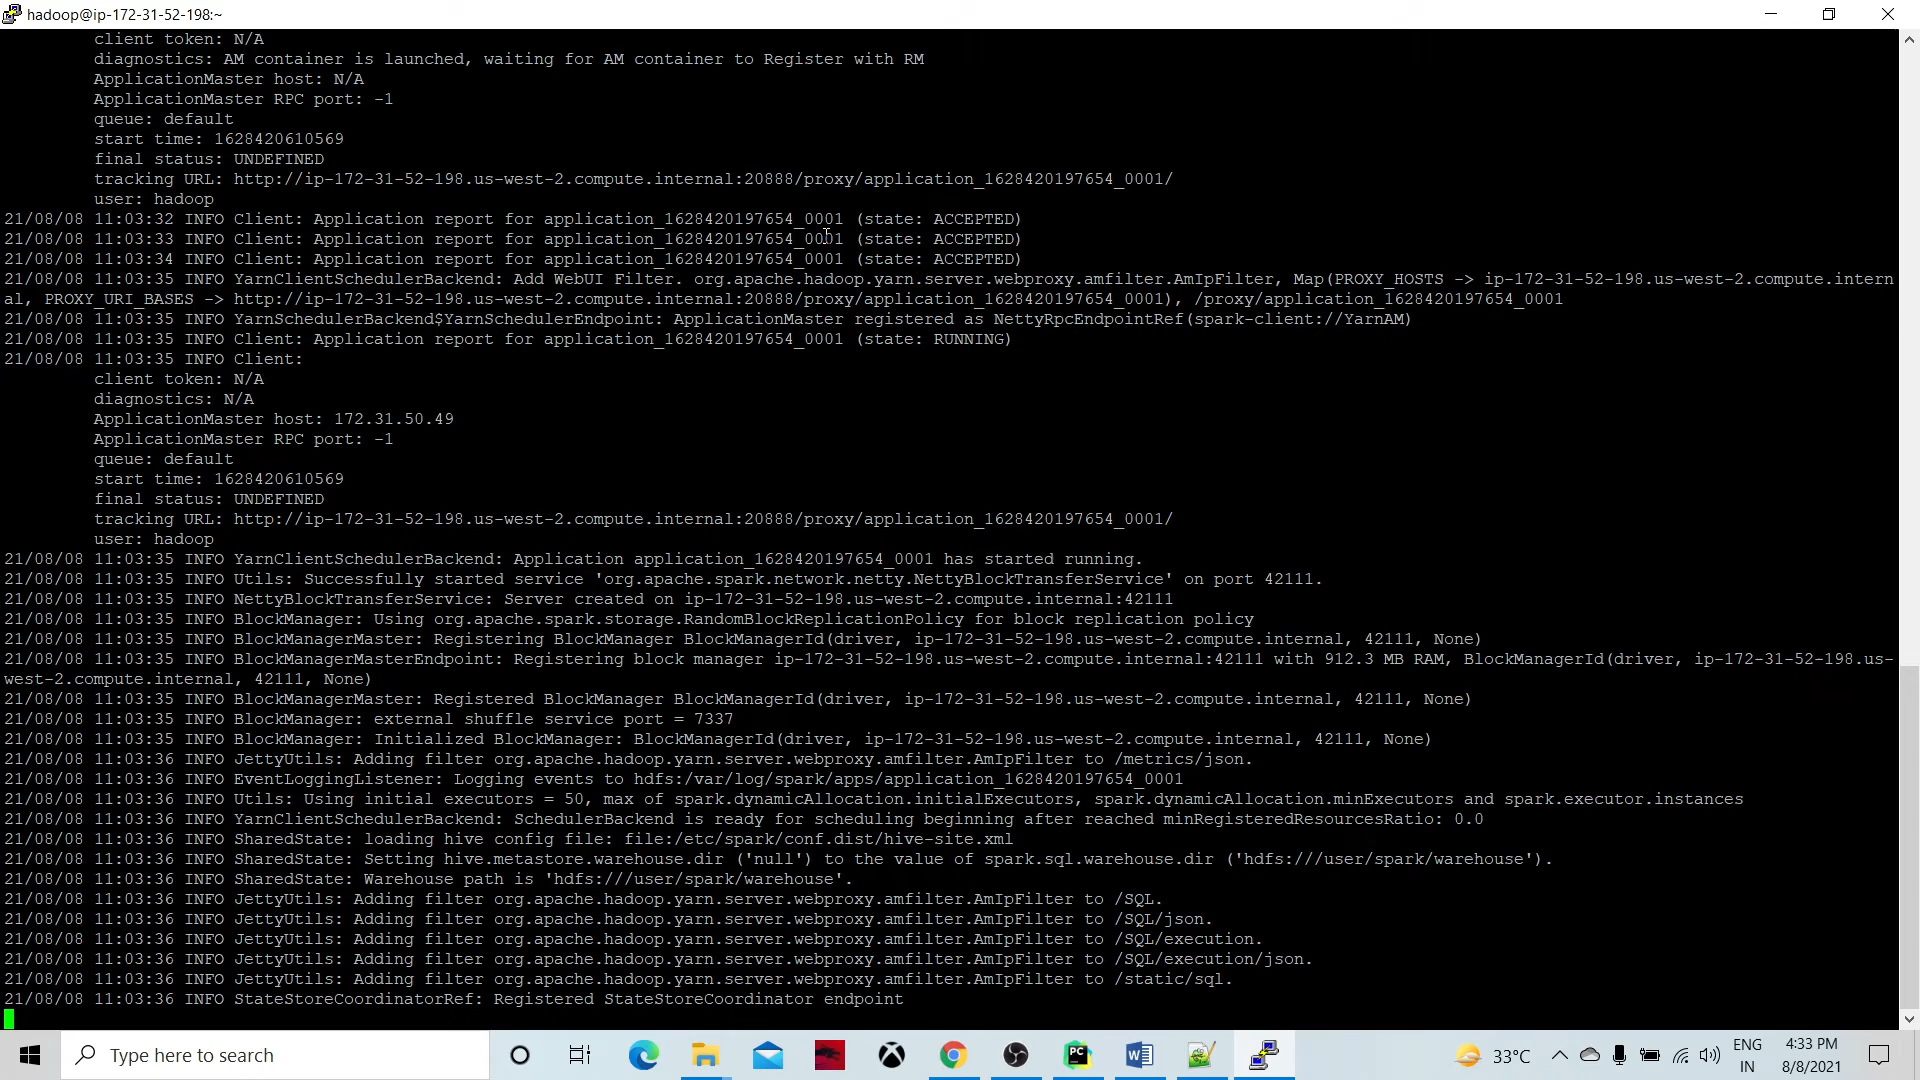 hadoop@ip-172-31-52-198:~
client token: N/A
diagnostics: AM container is launched, waiting for AM container to Register with RM
ApplicationMaster host: N/A
ApplicationMaster RPC port: -1
queue: default
start time: 1628420610569
final status: UNDEFINED
tracking URL: http://ip-172-31-52-198.us-west-2.compute.internal:20888/proxy/application_1628420197654_0001/
user: hadoop
21/08/08 11:03:32 INFO Client: Application report for application_1628420197654_0001 (state: ACCEPTED)
21/08/08 11:03:33 INFO Client: Application report for application_1628420197654_0001 (state: ACCEPTED)
21/08/08 11:03:34 INFO Client: Application report for application_1628420197654_0001 (state: ACCEPTED)
21/08/08 11:03:35 INFO YarnClientSchedulerBackend: Add WebUI Filter. org.apache.hadoop.yarn.server.webproxy.amfilter.AmIpFilter, Map(PROXY_HOSTS -> ip-172-31-52-198.us-west-2.compute.intern
al, PROXY_URI_BASES -> http://ip-172-31-52-198.us-west-2.compute.internal:20888/proxy/application_1628420197654_0001), /proxy/application_1628420197654_0001
21/08/08 11:03:35 INFO YarnSchedulerBackend$YarnSchedulerEndpoint: ApplicationMaster registered as NettyRpcEndpointRef(spark-client://YarnAM)
21/08/08 11:03:35 INFO Client: Application report for application_1628420197654_0001 (state: RUNNING)
21/08/08 11:03:35 INFO Client:
client token: N/A
diagnostics: N/A
ApplicationMaster host: 172.31.50.49
ApplicationMaster RPC port: -1
queue: default
start time: 1628420610569
final status: UNDEFINED
tracking URL: http://ip-172-31-52-198.us-west-2.compute.internal:20888/proxy/application_1628420197654_0001/
user: hadoop
21/08/08 11:03:35 INFO YarnClientSchedulerBackend: Application application_1628420197654_0001 has started running.
21/08/08 11:03:35 INFO Utils: Successfully started service 'org.apache.spark.network.netty.NettyBlockTransferService' on port 42111.
21/08/08 11:03:35 INFO NettyBlockTransferService: Server created on ip-172-31-52-198.us-west-2.compute.internal:42111
21/08/08 11:03:35 INFO BlockManager: Using org.apache.spark.storage.RandomBlockReplicationPolicy for block replication policy
21/08/08 11:03:35 INFO BlockManagerMaster: Registering BlockManager BlockManagerId(driver, ip-172-31-52-198.us-west-2.compute.internal, 42111, None)
21/08/08 11:03:35 INFO BlockManagerMasterEndpoint: Registering block manager ip-172-31-52-198.us-west-2.compute.internal:42111 with 912.3 MB RAM, BlockManagerId(driver, ip-172-31-52-198.us-
west-2.compute.internal, 42111, None)
21/08/08 11:03:35 INFO BlockManagerMaster: Registered BlockManager BlockManagerId(driver, ip-172-31-52-198.us-west-2.compute.internal, 42111, None)
21/08/08 11:03:35 INFO BlockManager: external shuffle service port = 7337
21/08/08 11:03:35 INFO BlockManager: Initialized BlockManager: BlockManagerId(driver, ip-172-31-52-198.us-west-2.compute.internal, 42111, None)
21/08/08 11:03:36 INFO JettyUtils: Adding filter org.apache.hadoop.yarn.server.webproxy.amfilter.AmIpFilter to /metrics/json.
21/08/08 11:03:36 INFO EventLoggingListener: Logging events to hdfs:/var/log/spark/apps/application_1628420197654_0001
21/08/08 11:03:36 INFO Utils: Using initial executors = 50, max of spark.dynamicAllocation.initialExecutors, spark.dynamicAllocation.minExecutors and spark.executor.instances
21/08/08 11:03:36 INFO YarnClientSchedulerBackend: SchedulerBackend is ready for scheduling beginning after reached minRegisteredResourcesRatio: 0.0
21/08/08 11:03:36 INFO SharedState: loading hive config file: file:/etc/spark/conf.dist/hive-site.xml
21/08/08 11:03:36 INFO SharedState: Setting hive.metastore.warehouse.dir ('null') to the value of spark.sql.warehouse.dir ('hdfs:///user/spark/warehouse').
21/08/08 11:03:36 INFO SharedState: Warehouse path is 'hdfs:///user/spark/warehouse'.
21/08/08 11:03:36 INFO JettyUtils: Adding filter org.apache.hadoop.yarn.server.webproxy.amfilter.AmIpFilter to /SQL.
21/08/08 11:03:36 INFO JettyUtils: Adding filter org.apache.hadoop.yarn.server.webproxy.amfilter.AmIpFilter to /SQL/json.
21/08/08 11:03:36 INFO JettyUtils: Adding filter org.apache.hadoop.yarn.server.webproxy.amfilter.AmIpFilter to /SQL/execution.
21/08/08 11:03:36 INFO JettyUtils: Adding filter org.apache.hadoop.yarn.server.webproxy.amfilter.AmIpFilter to /SQL/execution/json.
21/08/08 11:03:36 INFO JettyUtils: Adding filter org.apache.hadoop.yarn.server.webproxy.amfilter.AmIpFilter to /static/sql.
21/08/08 11:03:36 INFO StateStoreCoordinatorRef: Registered StateStoreCoordinator endpoint
Type here to search
PC
33°C
ENG
IN
4:33 PM
8/8/2021